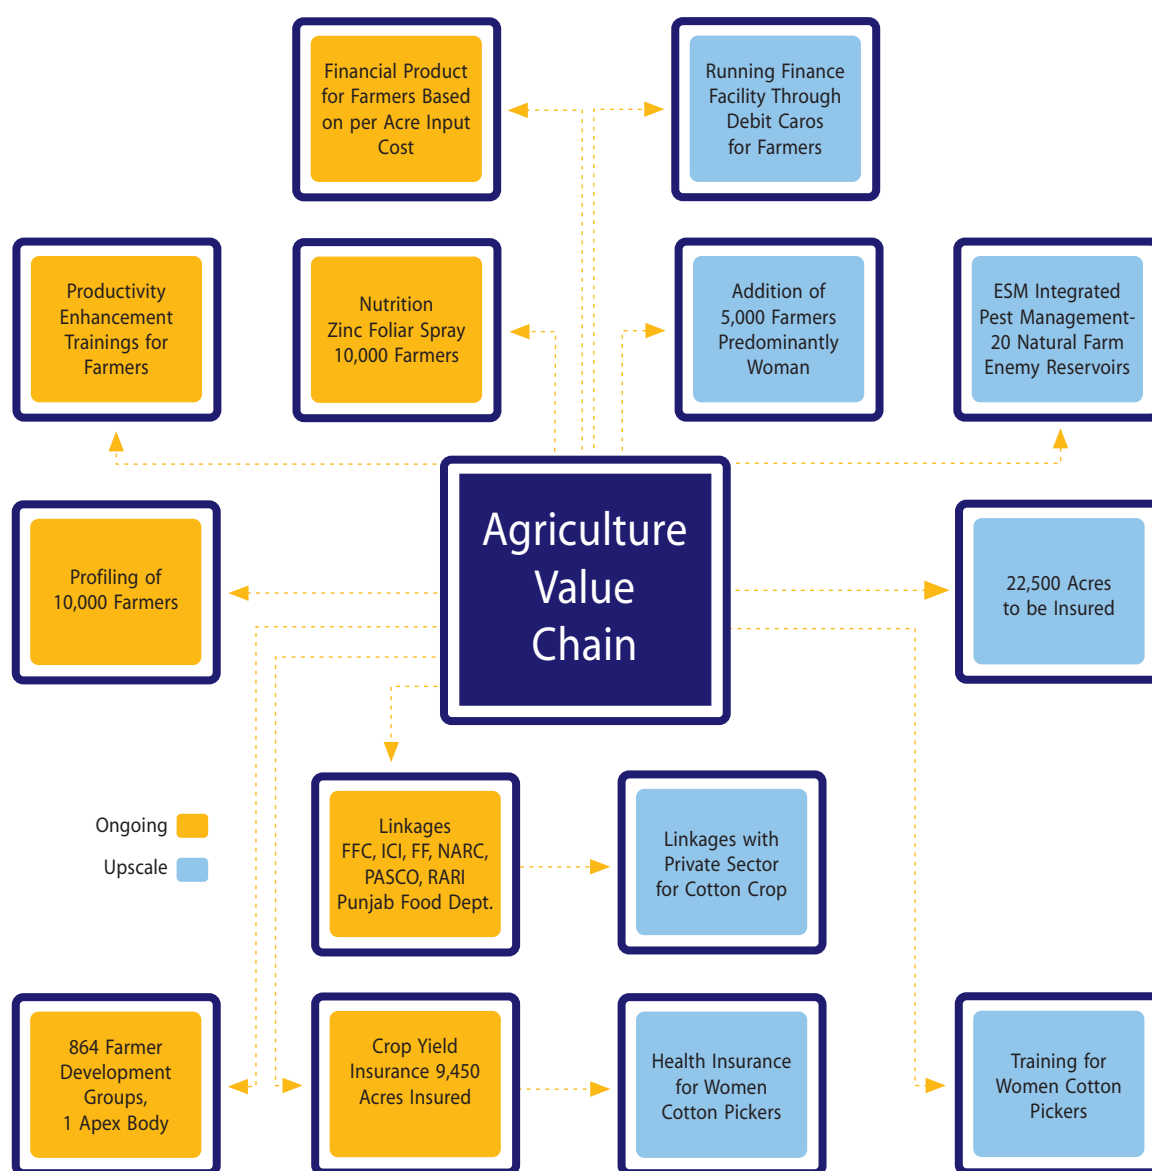 Financial Product
for Farmers Based
on per Acre Input
Cost
Running Finance
Facility Through
Debit Caros
for Farmers
Productivity
Enhancement
Trainings for
Farmers
Nutrition
Zinc Foliar Spray
10,000 Farmers
Addition of
5,000 Farmers
Predominantly
Woman
ESM Integrated
Pest Management-
20 Natural Farm
Enemy Reservoirs
Agriculture
Value
Chain
Profiling of
10,000 Farmers
22,500 Acres
to be Insured
Ongoing
Upscale
Linkages
FFC, ICI, FF, NARC,
PASCO, RARI
Punjab Food Dept.
Linkages with
Private Sector
for Cotton Crop
864 Farmer
Development
Groups,
1 Apex Body
Crop Yield
Insurance 9,450
Acres Insured
Health Insurance
for Women
Cotton Pickers
Training for
Women Cotton
Pickers